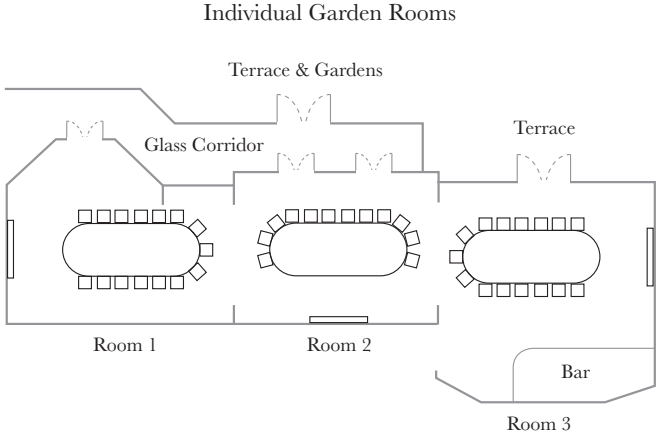 Individual Garden Rooms
Terrace & Gardens
Terrace
Glass Corridor
Room 1
Room 2
Bar
Room 3